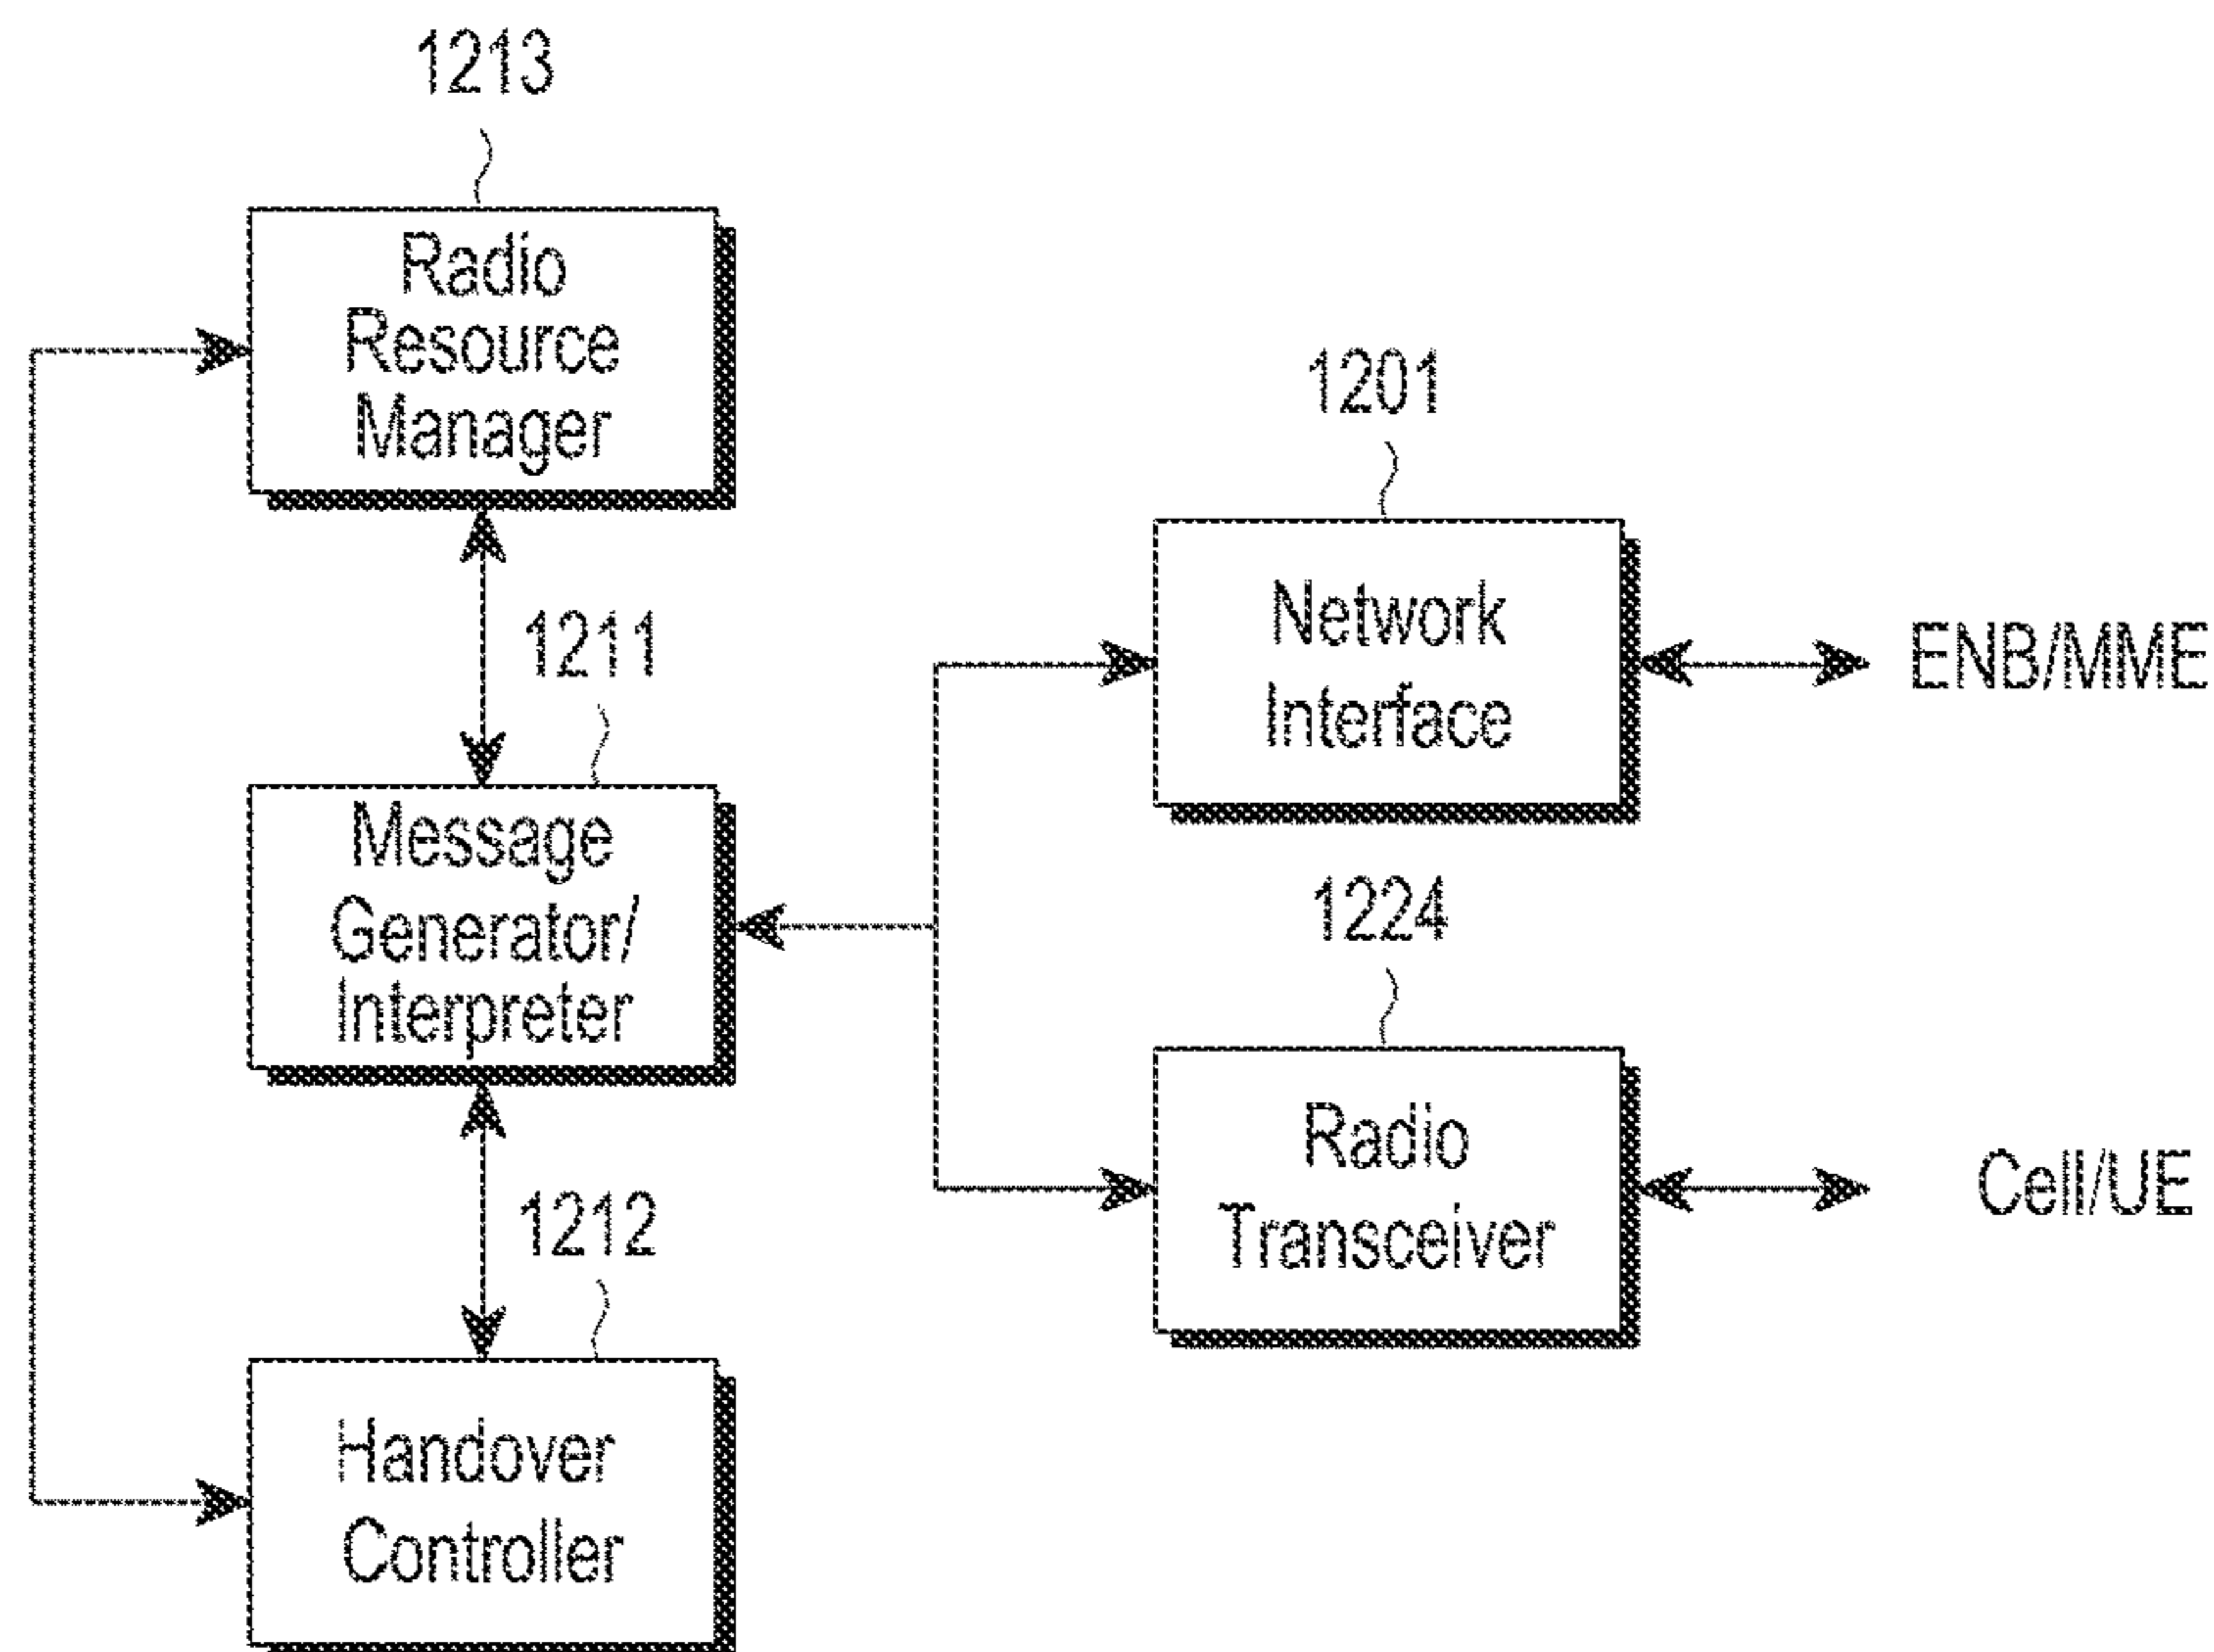 1213
Radio
Resource
Manager
1211
Message
Generator/
Interpreter
1212
Handover
Controller
1201
Network
Interface
ENB/MME
1224
Radio
Transceiver
Cell/UE